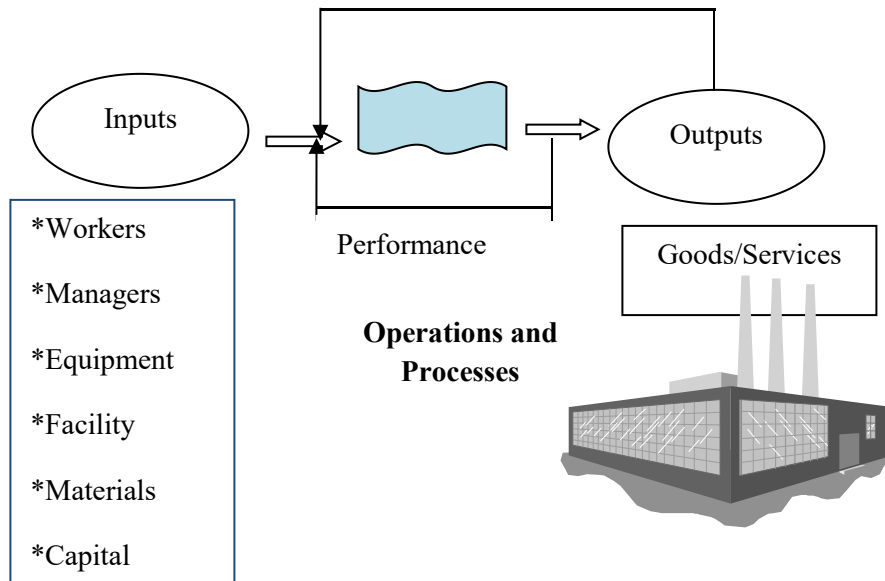 Inputs
Outputs
*Workers
*Managers
*Equipment
*Facility
*Materials
*Capital
Performance
Operations and
Processes
Goods/Services